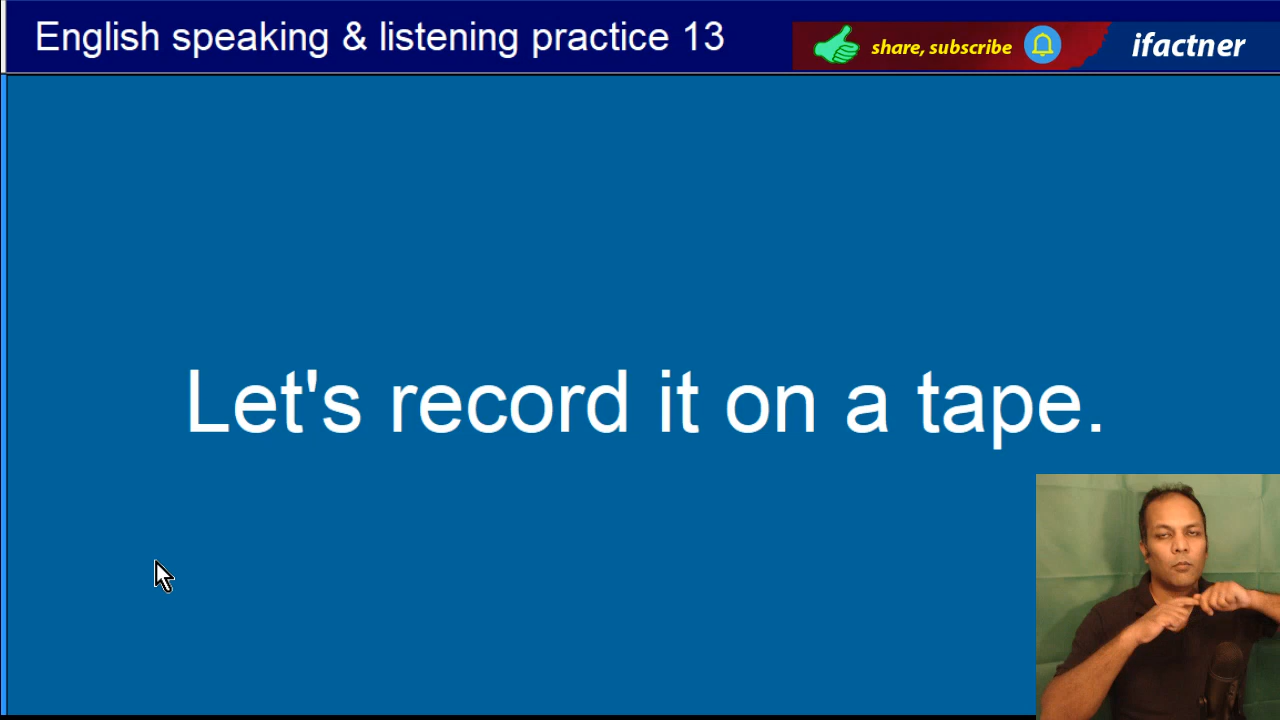 English speaking & listening practice 13
share, subscribe
ifactner
Let's record it on a tape.